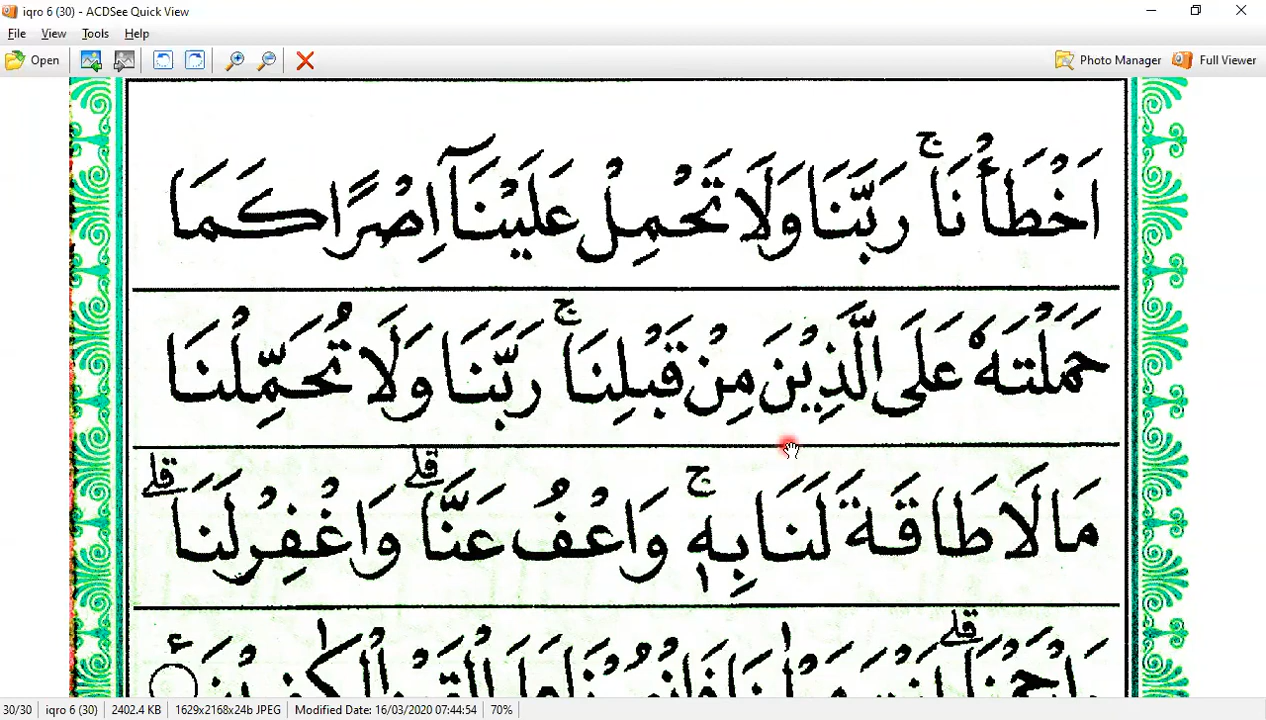 iqro 6 (30) - ACDSee Quick View
File View Tools Help
Open Photo Manager Full Viewer
اَخْطَأْنَا ۚ رَبَّنَا وَلَا تَحْمِلْ عَلَيْنَآ اِصْرًا كَمَا
حَمَلْتَهٗ عَلَى الَّذِيْنَ مِنْ قَبْلِنَا ۚ رَبَّنَا وَلَا تُحَمِّلْنَا
مَا لَا طَاقَةَ لَنَا بِهٖ ۚ وَاعْفُ عَنَّا ۗ وَاغْفِرْ لَنَا ۗ
30/30 iqro 6 (30) 2402.4 KB 1629x2168x24b JPEG Modified Date: 16/03/2020 07:44:54 70%